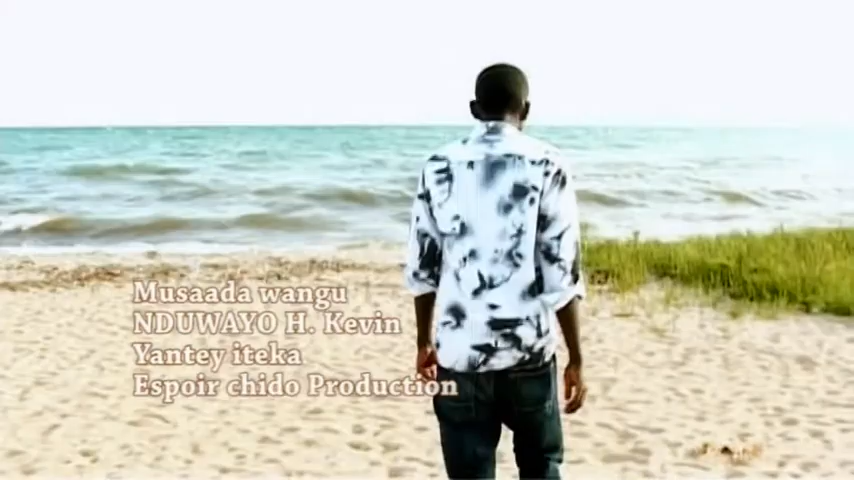 Musaada wangu
NDUWAYO H. Kevin
Yantey iteka
Espoir chido Production